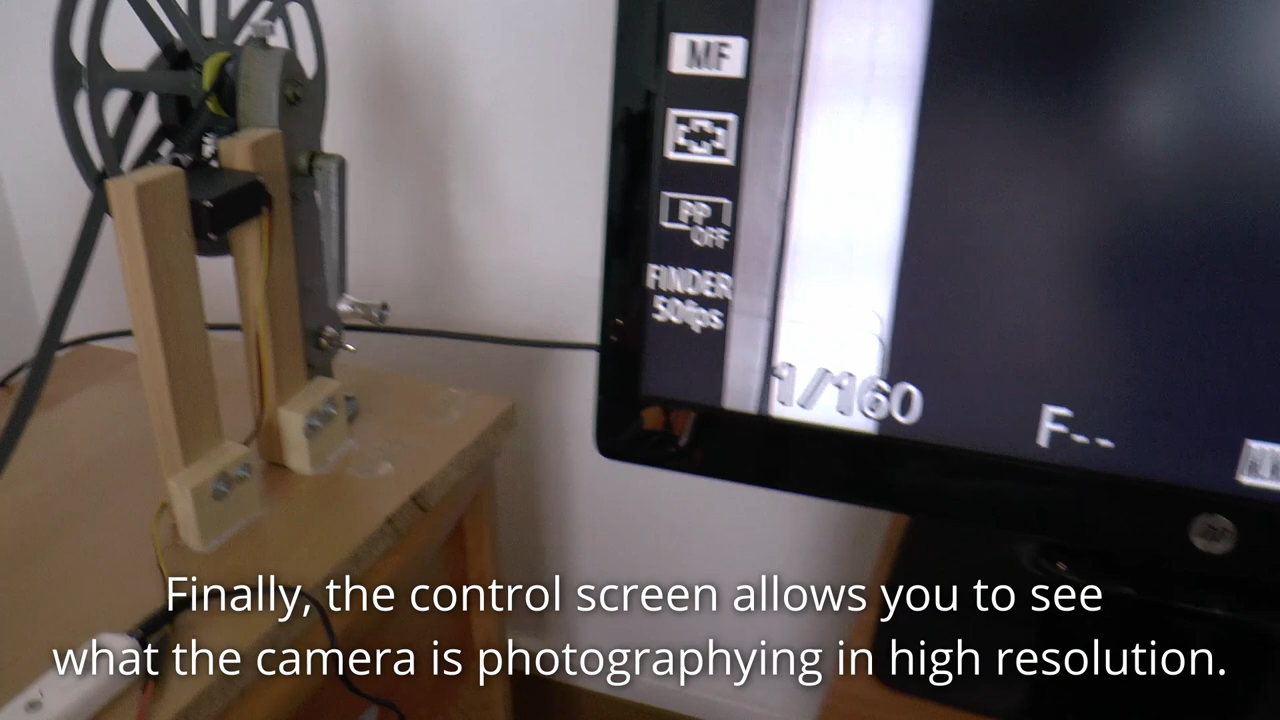 MF
PP
OFF
FINDER
50fps
1/160
F--
Finally, the control screen allows you to see
what the camera is photographying in high resolution.